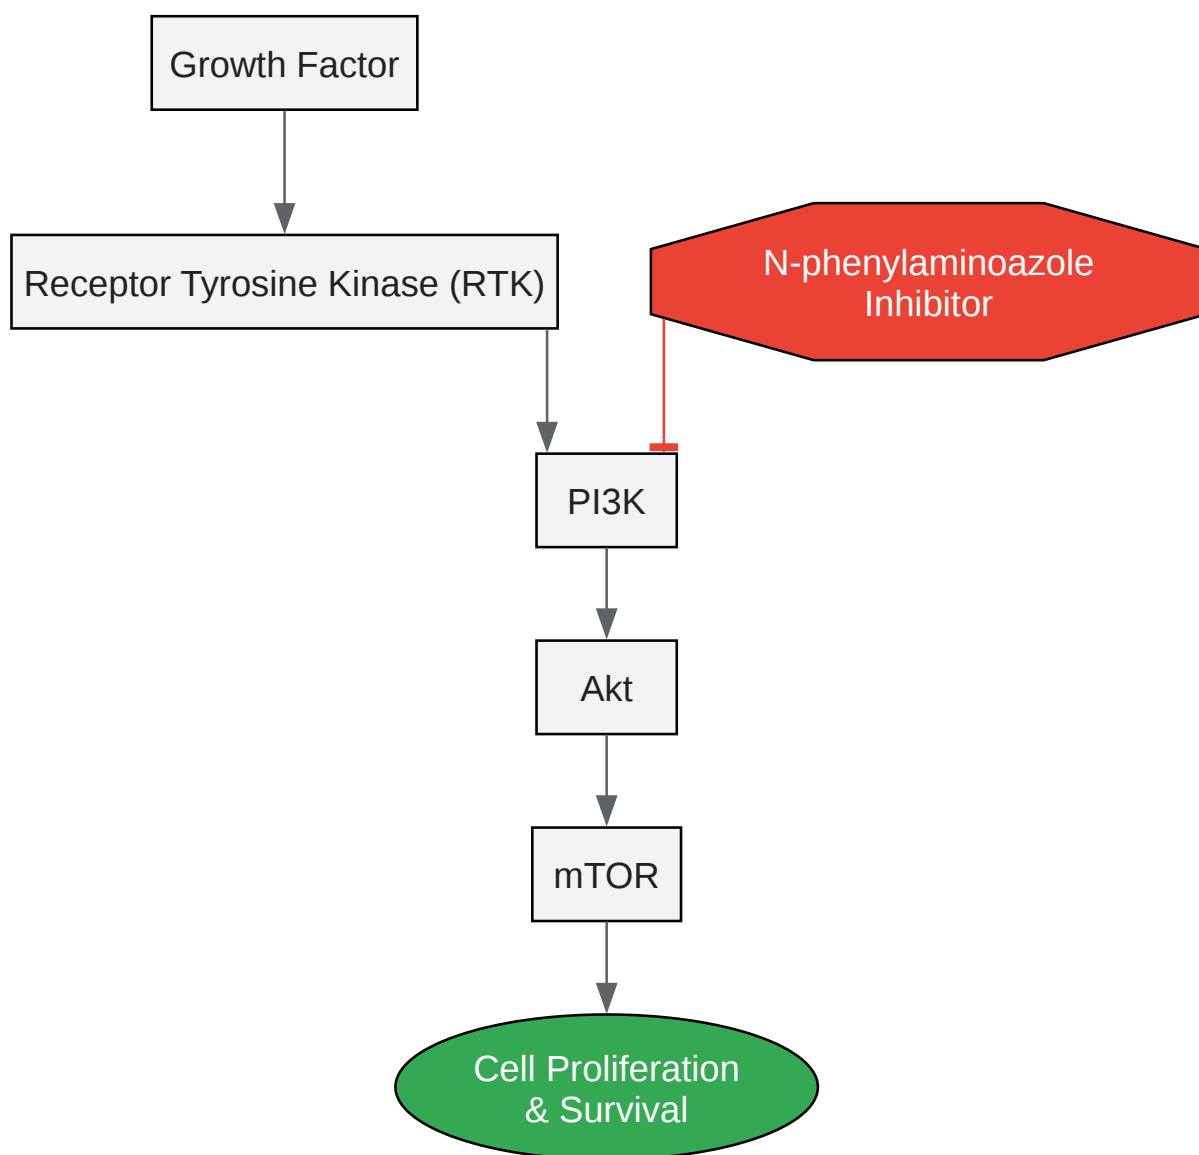 Growth Factor
Receptor Tyrosine Kinase (RTK)
N-phenylaminoazole
Inhibitor
PI3K
Akt
mTOR
Cell Proliferation
& Survival